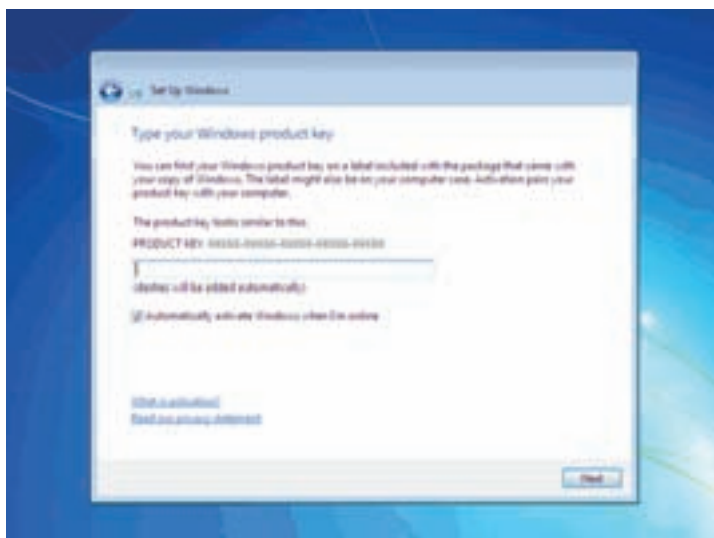 Set Up Windows
Type your Windows product key
You can find your Windows product key on a label included with the package that came with
your copy of Windows. The label might also be on your computer case. Activation pairs your
product key with your computer.
The product key looks similar to this:
PRODUCT KEY: XXXXX-XXXXX-XXXXX-XXXXX-XXXXX
(dashes will be added automatically)
Automatically activate Windows when I'm online
What is activation?
Read our privacy statement
Next